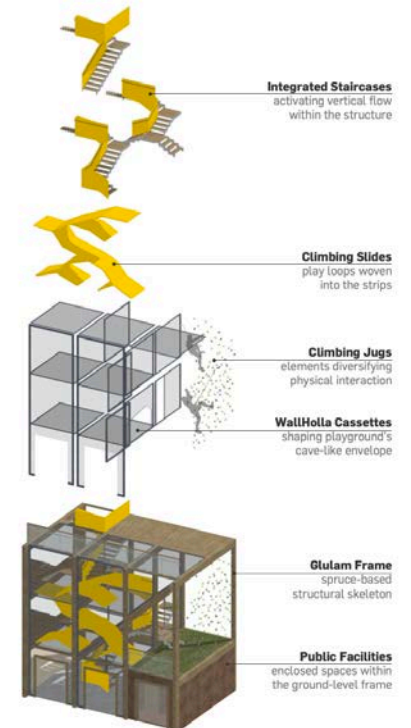 Integrated Staircases
activating vertical flow
within the structure
Climbing Slides
play loops woven
into the strips
Climbing Jugs
elements diversifying
physical interaction
WallHolla Cassettes
shaping playground's
cave-like envelope
Glulam Frame
spruce-based
structural skeleton
Public Facilities
enclosed spaces within
the ground-level frame